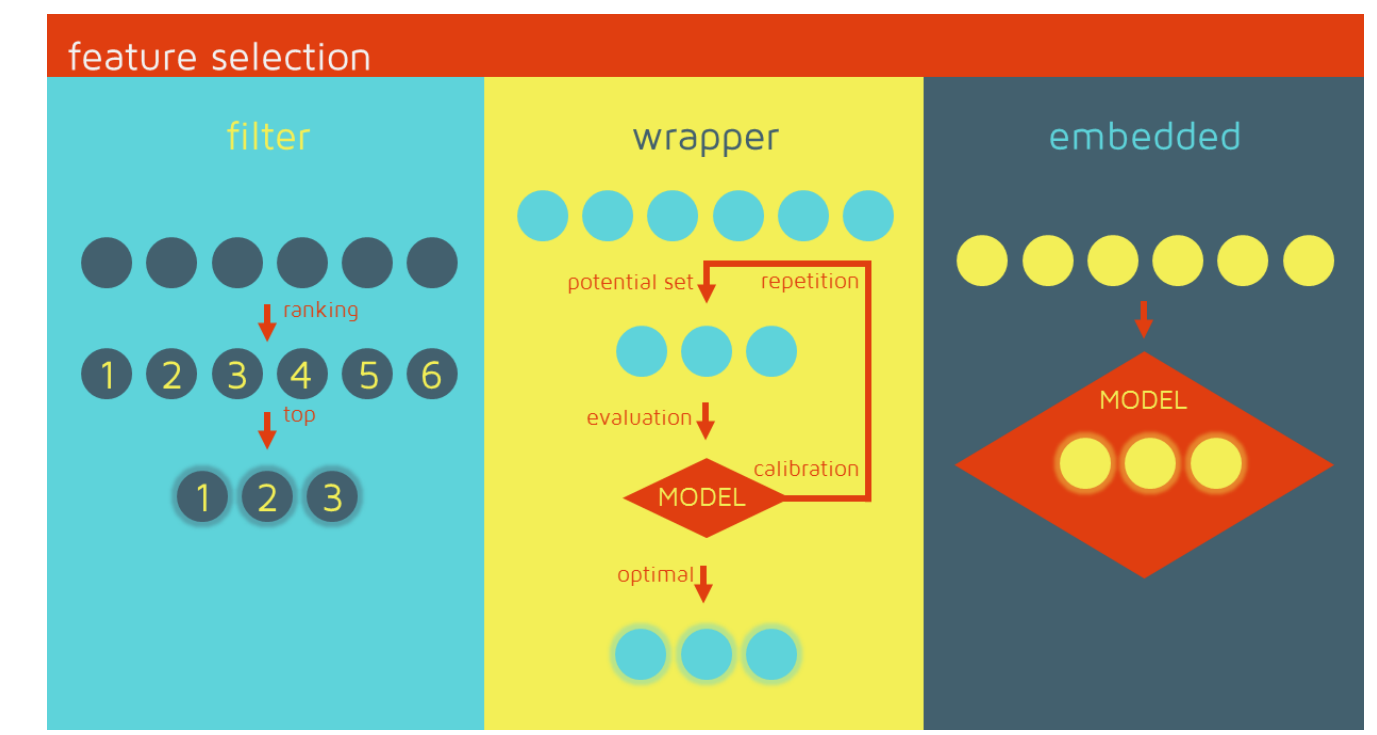 feature selection
filter
ranking
1 2 3 4 5 6
top
1 2 3
wrapper
potential set
repetition
evaluation
calibration
MODEL
optimal
embedded
MODEL